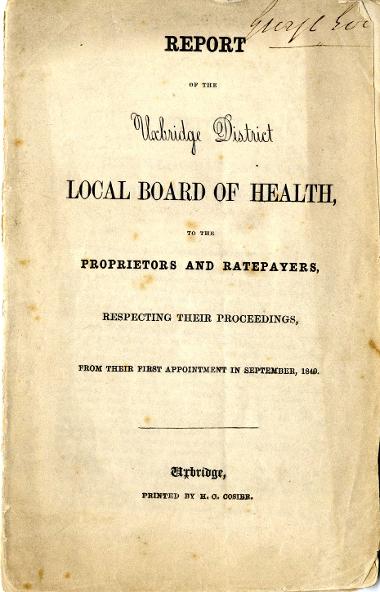 REPORT
OF THE
Uxbridge District
LOCAL BOARD OF HEALTH,
TO THE
PROPRIETORS AND RATEPAYERS,
RESPECTING THEIR PROCEEDINGS,
FROM THEIR FIRST APPOINTMENT IN SEPTEMBER, 1849.
Uxbridge,
PRINTED BY H. G. COSIER.